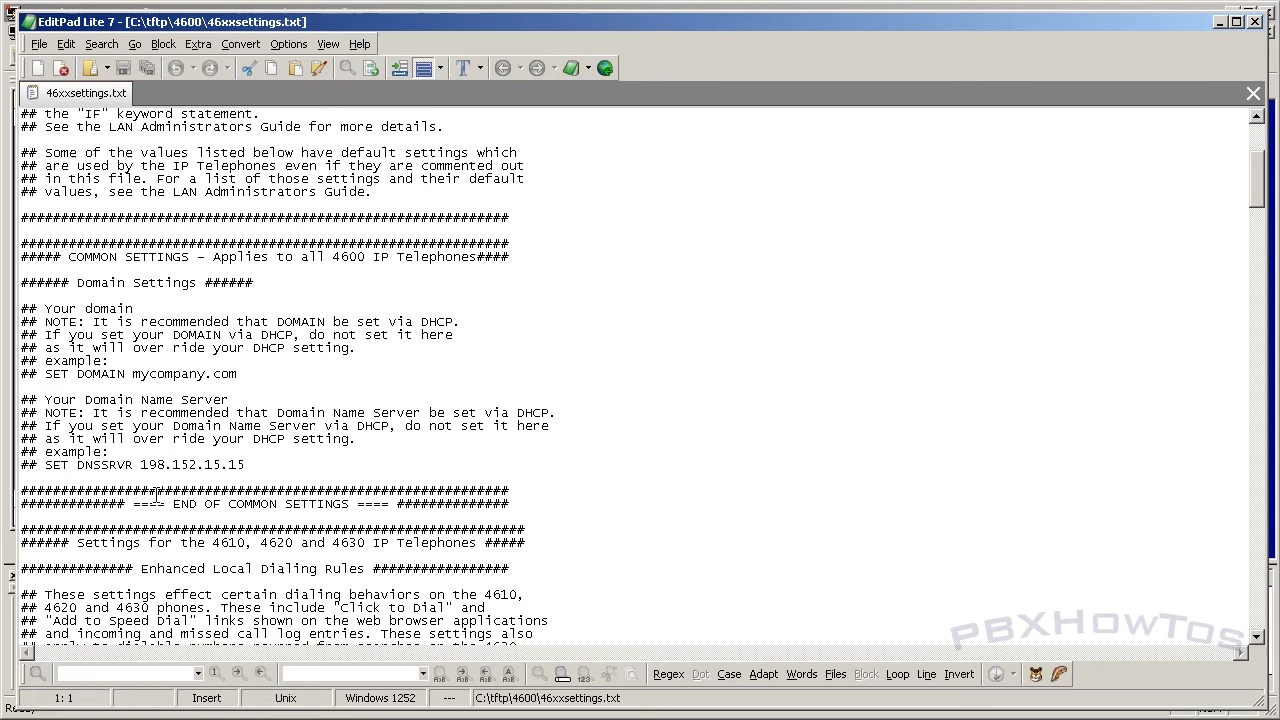 EditPad Lite 7 - [C:\tftp\4600\46xxsettings.txt]
File Edit Search Go Block Extra Convert Options View Help
46xxsettings.txt
## the "IF" keyword statement.
## See the LAN Administrators Guide for more details.
## Some of the values listed below have default settings which
## are used by the IP Telephones even if they are commented out
## in this file. For a list of those settings and their default
## values, see the LAN Administrators Guide.
#############################################################
#############################################################
##### COMMON SETTINGS - Applies to all 4600 IP Telephones####
###### Domain Settings ######
## Your domain
## NOTE: It is recommended that DOMAIN be set via DHCP.
## If you set your DOMAIN via DHCP, do not set it here
## as it will over ride your DHCP setting.
## example:
## SET DOMAIN mycompany.com
## Your Domain Name Server
## NOTE: It is recommended that Domain Name Server be set via DHCP.
## If you set your Domain Name Server via DHCP, do not set it here
## as it will over ride your DHCP setting.
## example:
## SET DNSSRVR 198.152.15.15
#############################################################
############# ==== END OF COMMON SETTINGS ==== ##############
###############################################################
###### Settings for the 4610, 4620 and 4630 IP Telephones #####
############## Enhanced Local Dialing Rules #################
## These settings effect certain dialing behaviors on the 4610,
## 4620 and 4630 phones. These include "Click to Dial" and
## "Add to Speed Dial" links shown on the web browser applications
## and incoming and missed call log entries. These settings also
PBXHowTos
Regex Dot Case Adapt Words Files Block Loop Line Invert
1: 1 Insert Unix Windows 1252 --- C:\tftp\4600\46xxsettings.txt